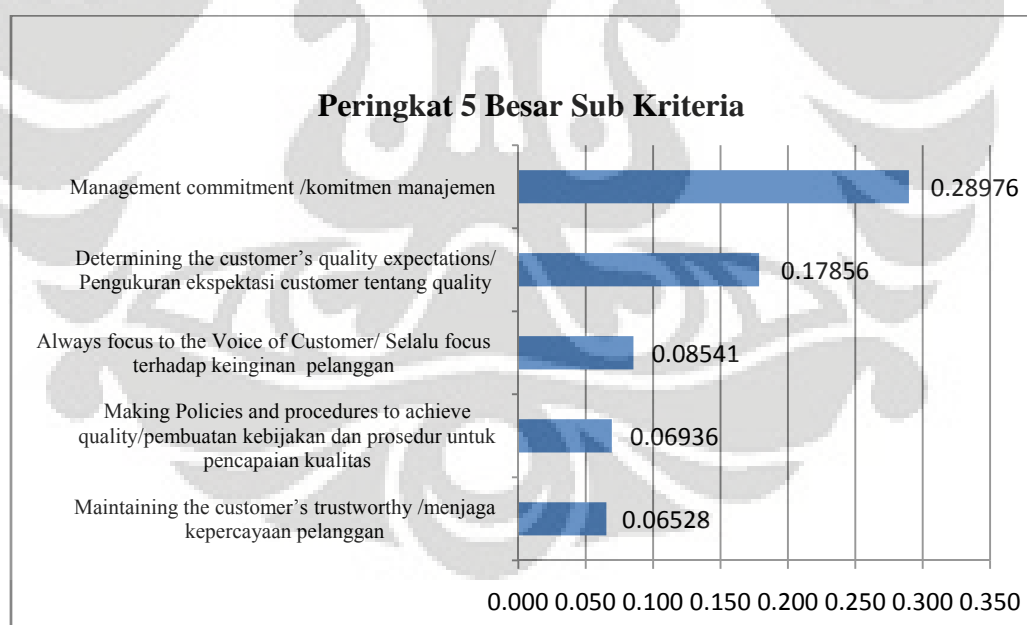 Peringkat 5 Besar Sub Kriteria
Management commitment /komitmen manajemen
0.28976
Determining the customer's quality expectations/
Pengukuran ekspektasi customer tentang quality
0.17856
Always focus to the Voice of Customer/ Selalu focus
terhadap keinginan pelanggan
0.08541
Making Policies and procedures to achieve
quality/pembuatan kebijakan dan prosedur untuk
pencapaian kualitas
0.06936
Maintaining the customer's trustworthy /menjaga
kepercayaan pelanggan
0.06528
0.000 0.050 0.100 0.150 0.200 0.250 0.300 0.350